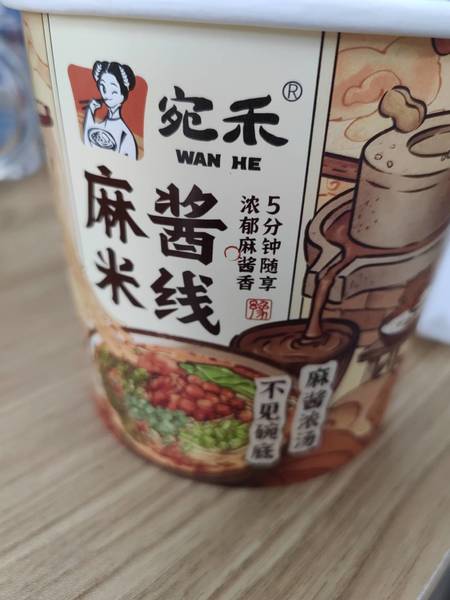 宛禾®
WAN HE
麻酱
米线
5分钟随享
浓郁麻酱香
麻酱浓汤
不见碗底